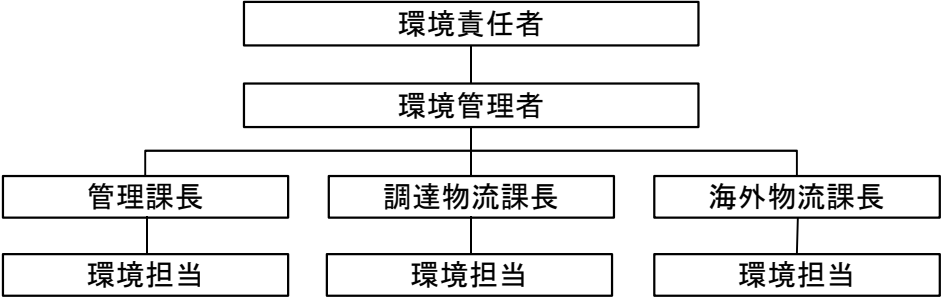 環境責任者
環境管理者
管理課長
調達物流課長
海外物流課長
環境担当
環境担当
環境担当